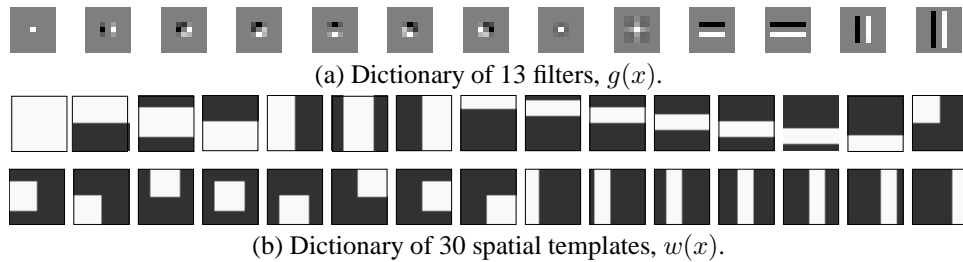 (a) Dictionary of 13 filters, g(x).
(b) Dictionary of 30 spatial templates, w(x).